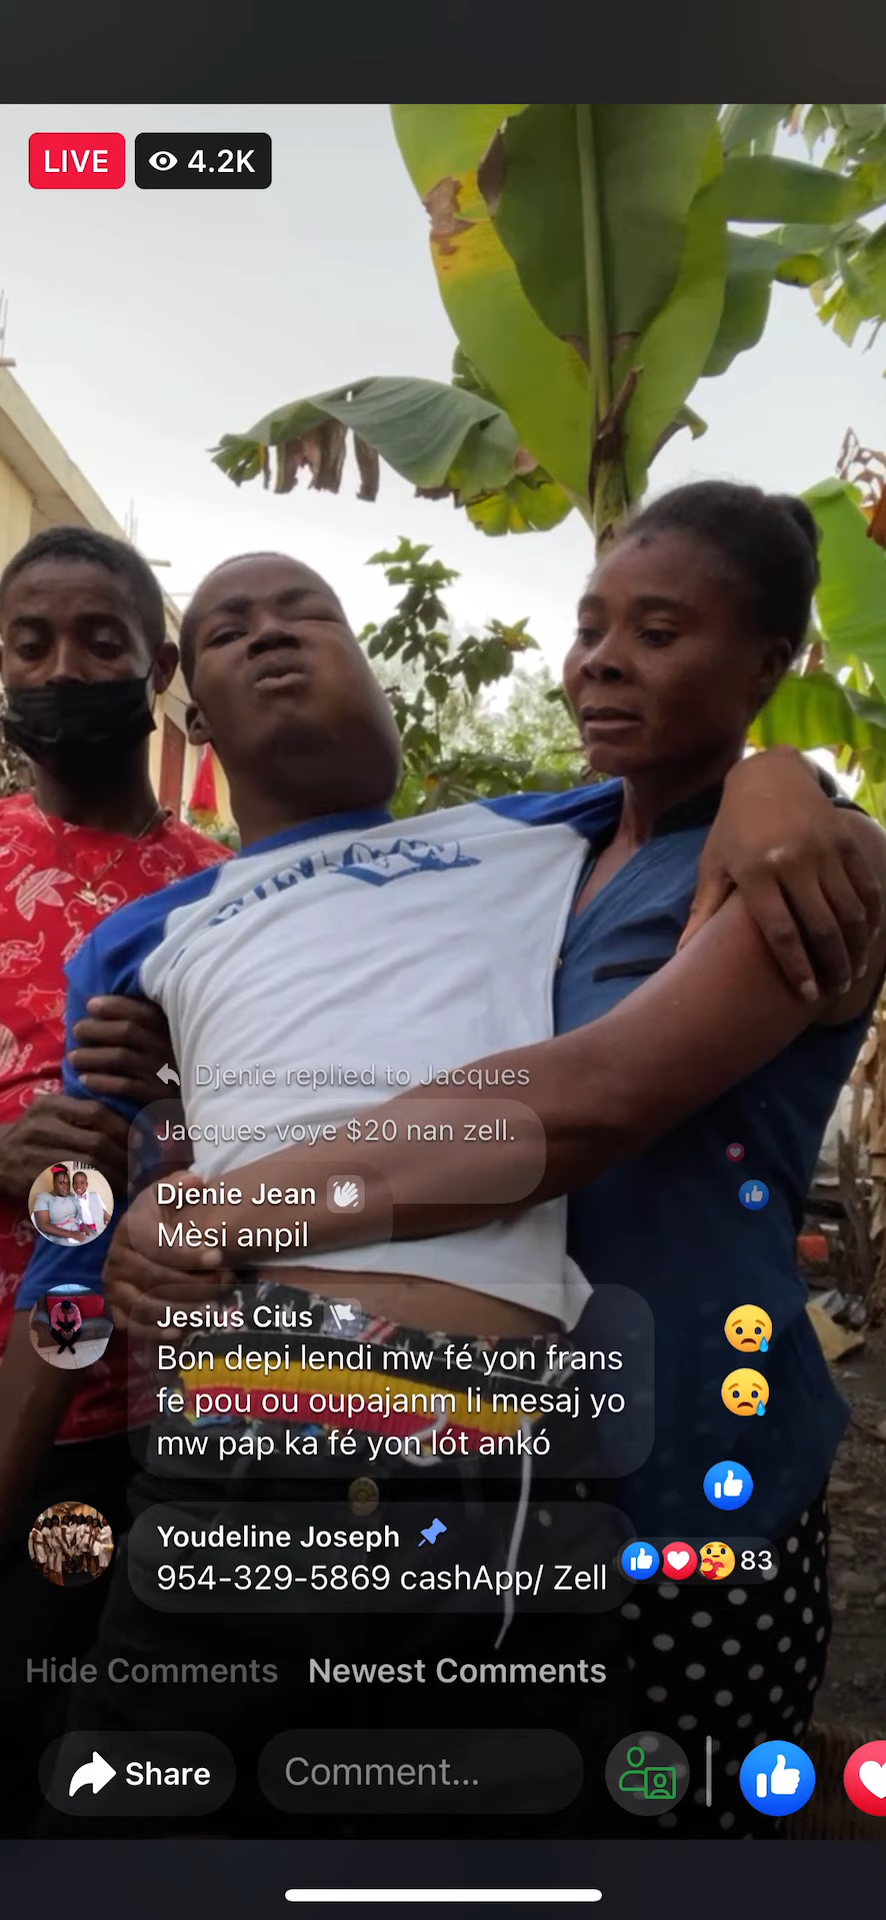 LIVE 4.2K
Djenie replied to Jacques
Jacques voye $20 nan zell.
Djenie Jean
Mèsi anpil
Jesius Cius
Bon depi lendi mw fé yon frans
fe pou ou oupajanm li mesaj yo
mw pap ka fé yon lót ankó
Youdeline Joseph
954-329-5869 cashApp/ Zell
83
Hide Comments Newest Comments
Share Comment...